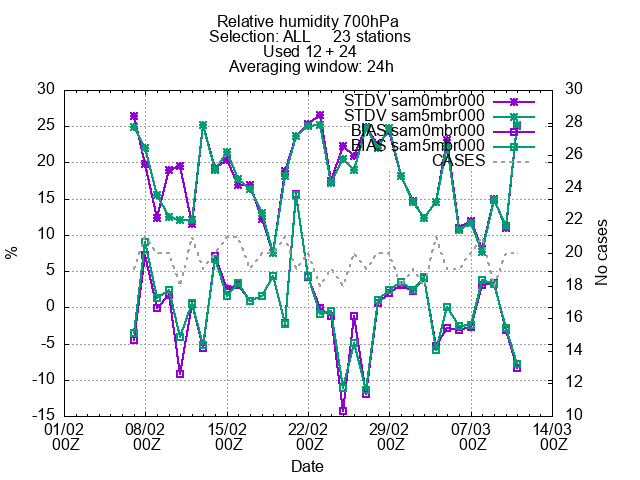 Relative humidity 700hPa
Selection: ALL 23 stations
Used 12 + 24
Averaging window: 24h
STDV sam0mbr000
STDV sam5mbr000
BIAS sam0mbr000
BIAS sam5mbr000
CASES
30
25
20
15
10
5
0
-5
-10
-15
%
30
28
26
24
22
20
18
16
14
12
10
No cases
01/02 08/02 15/02 22/02 29/02 07/03 14/03
00Z 00Z 00Z 00Z 00Z 00Z 00Z
Date